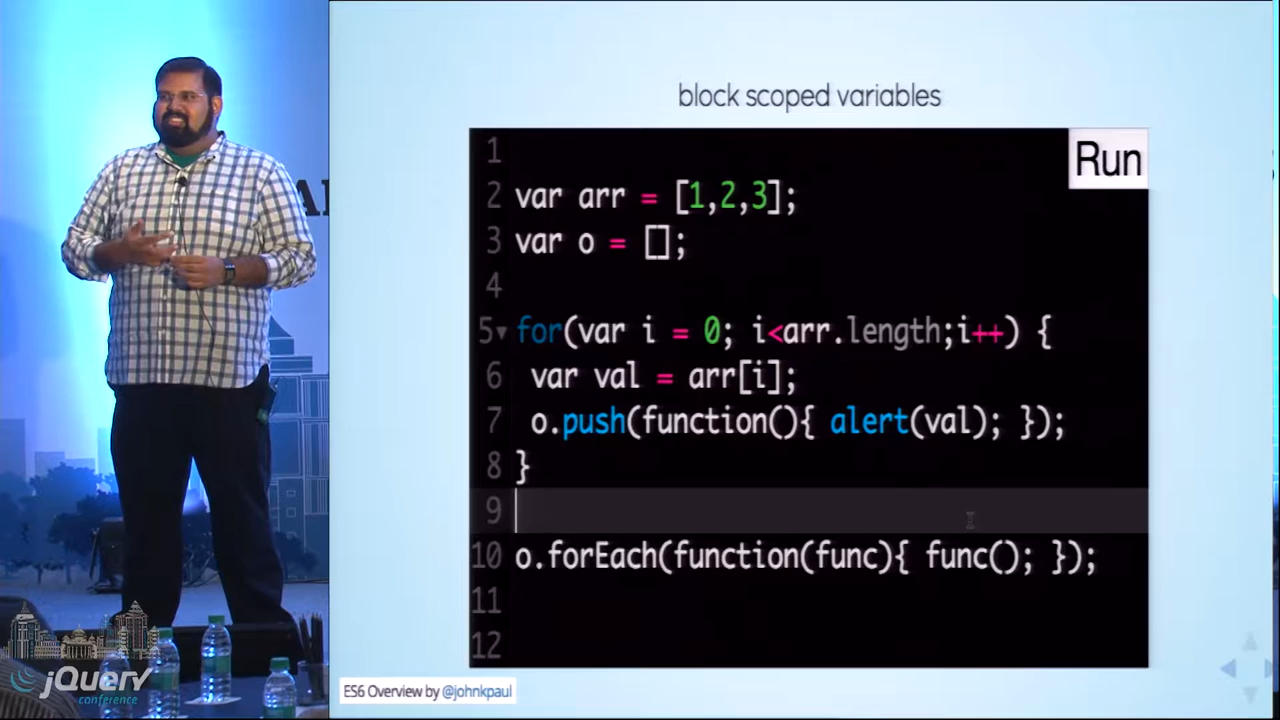 block scoped variables
Run
1
2 var arr = [1,2,3];
3 var o = [];
4
5 for(var i = 0; i<arr.length;i++) {
6 var val = arr[i];
7 o.push(function(){ alert(val); });
8 }
9
10 o.forEach(function(func){ func(); });
11
12
ES6 Overview by @johnkpaul
jQuery
conference